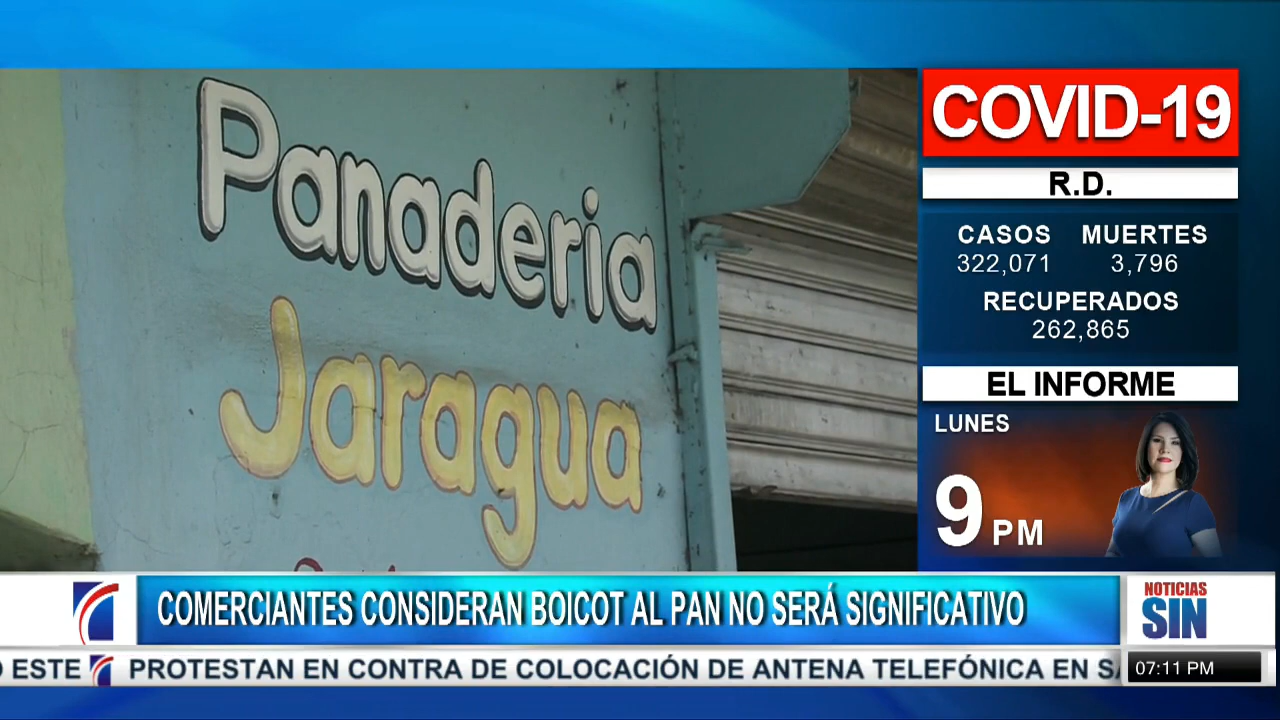 Panaderia
Jaragua
COVID-19
R.D.
CASOS MUERTES
322,071 3,796
RECUPERADOS
262,865
EL INFORME
LUNES
9 PM
COMERCIANTES CONSIDERAN BOICOT AL PAN NO SERÁ SIGNIFICATIVO
NOTICIAS
SIN
ESTE PROTESTAN EN CONTRA DE COLOCACIÓN DE ANTENA TELEFÓNICA EN
07:11 PM